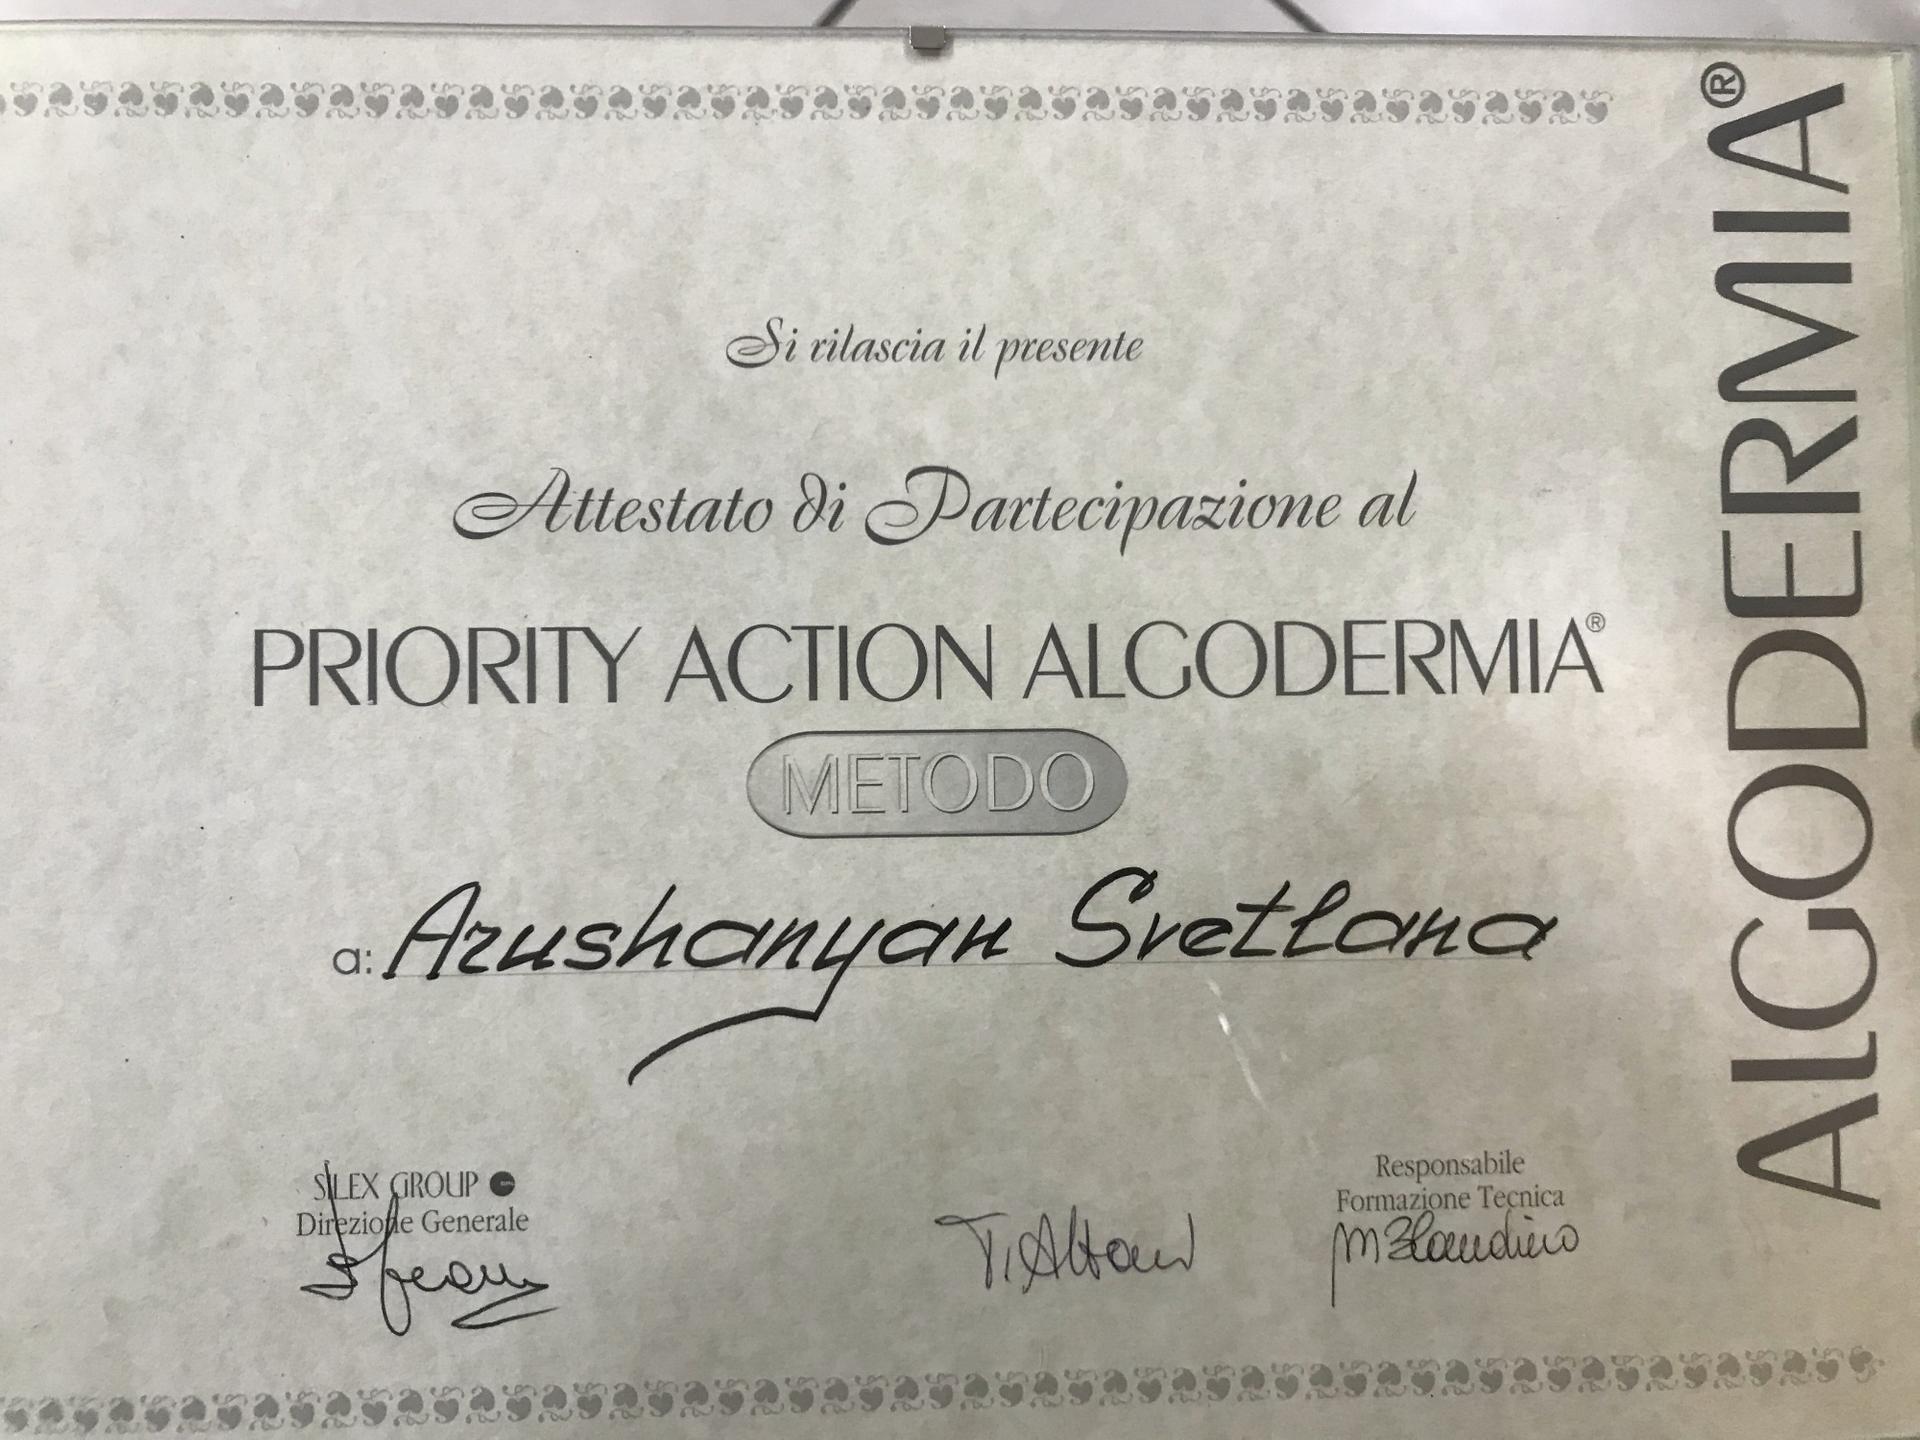 Si rilascia il presente
Attestato di Partecipazione al
PRIORITY ACTION ALGODERMIA®
METODO
a: Arushanyan Svetlana
SILEX GROUP
Direzione Generale
Responsabile
Formazione Tecnica
ALGODERMIA®